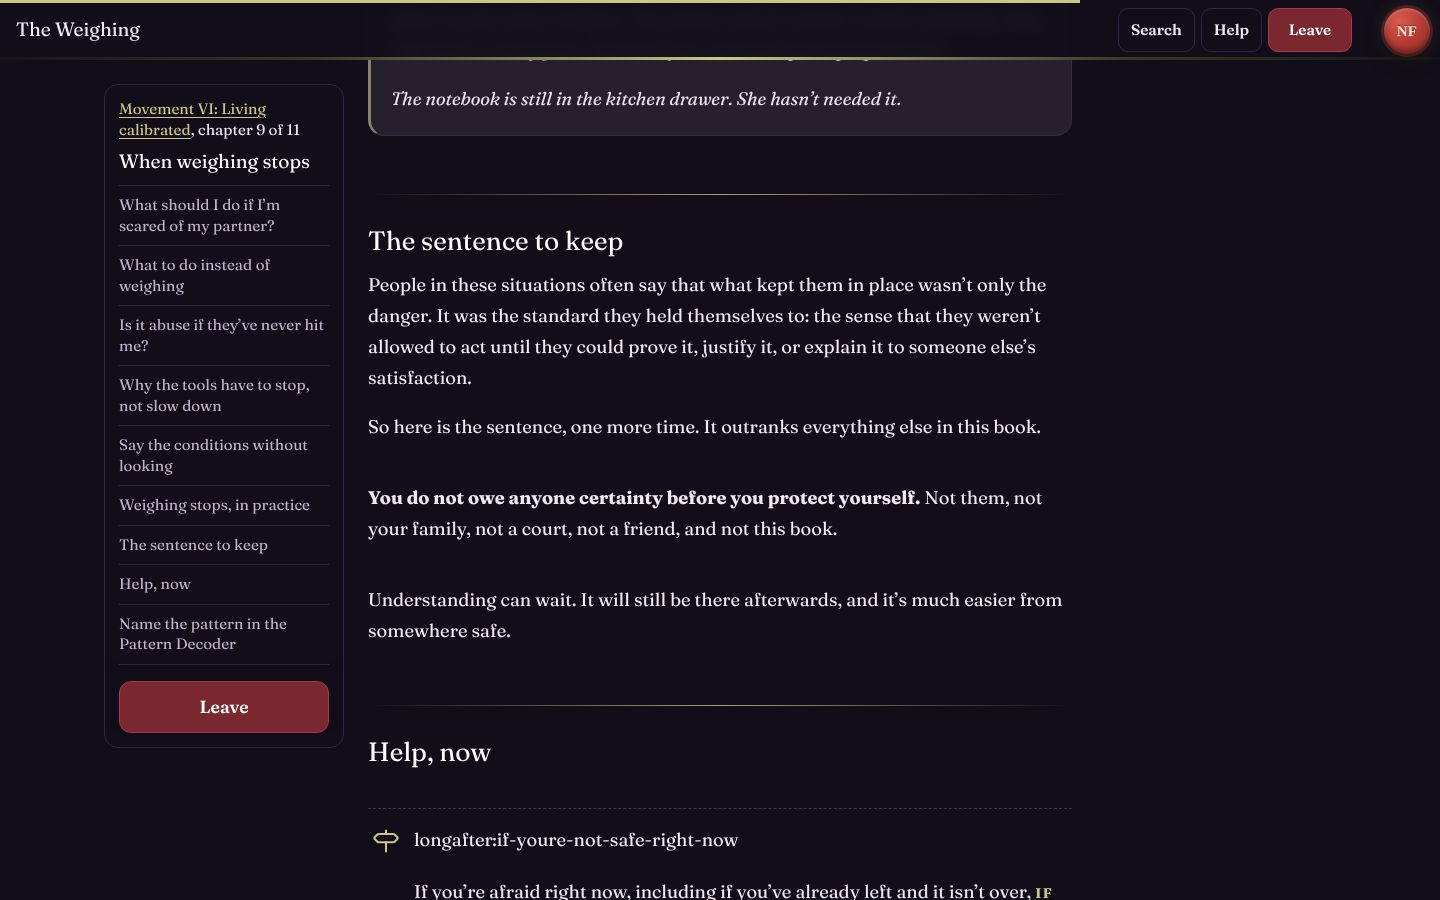 The Weighing
Search
Help
Leave
NF
Movement VI: Living
calibrated, chapter 9 of 11
When weighing stops
What should I do if I’m
scared of my partner?
What to do instead of
weighing
Is it abuse if they’ve never hit
me?
Why the tools have to stop,
not slow down
Say the conditions without
looking
Weighing stops, in practice
The sentence to keep
Help, now
Name the pattern in the
Pattern Decoder
Leave
The notebook is still in the kitchen drawer. She hasn’t needed it.
The sentence to keep
People in these situations often say that what kept them in place wasn’t only the
danger. It was the standard they held themselves to: the sense that they weren’t
allowed to act until they could prove it, justify it, or explain it to someone else’s
satisfaction.
So here is the sentence, one more time. It outranks everything else in this book.
You do not owe anyone certainty before you protect yourself. Not them, not
your family, not a court, not a friend, and not this book.
Understanding can wait. It will still be there afterwards, and it’s much easier from
somewhere safe.
Help, now
longafter:if-youre-not-safe-right-now
If you’re afraid right now, including if you’ve already left and it isn’t over, IF